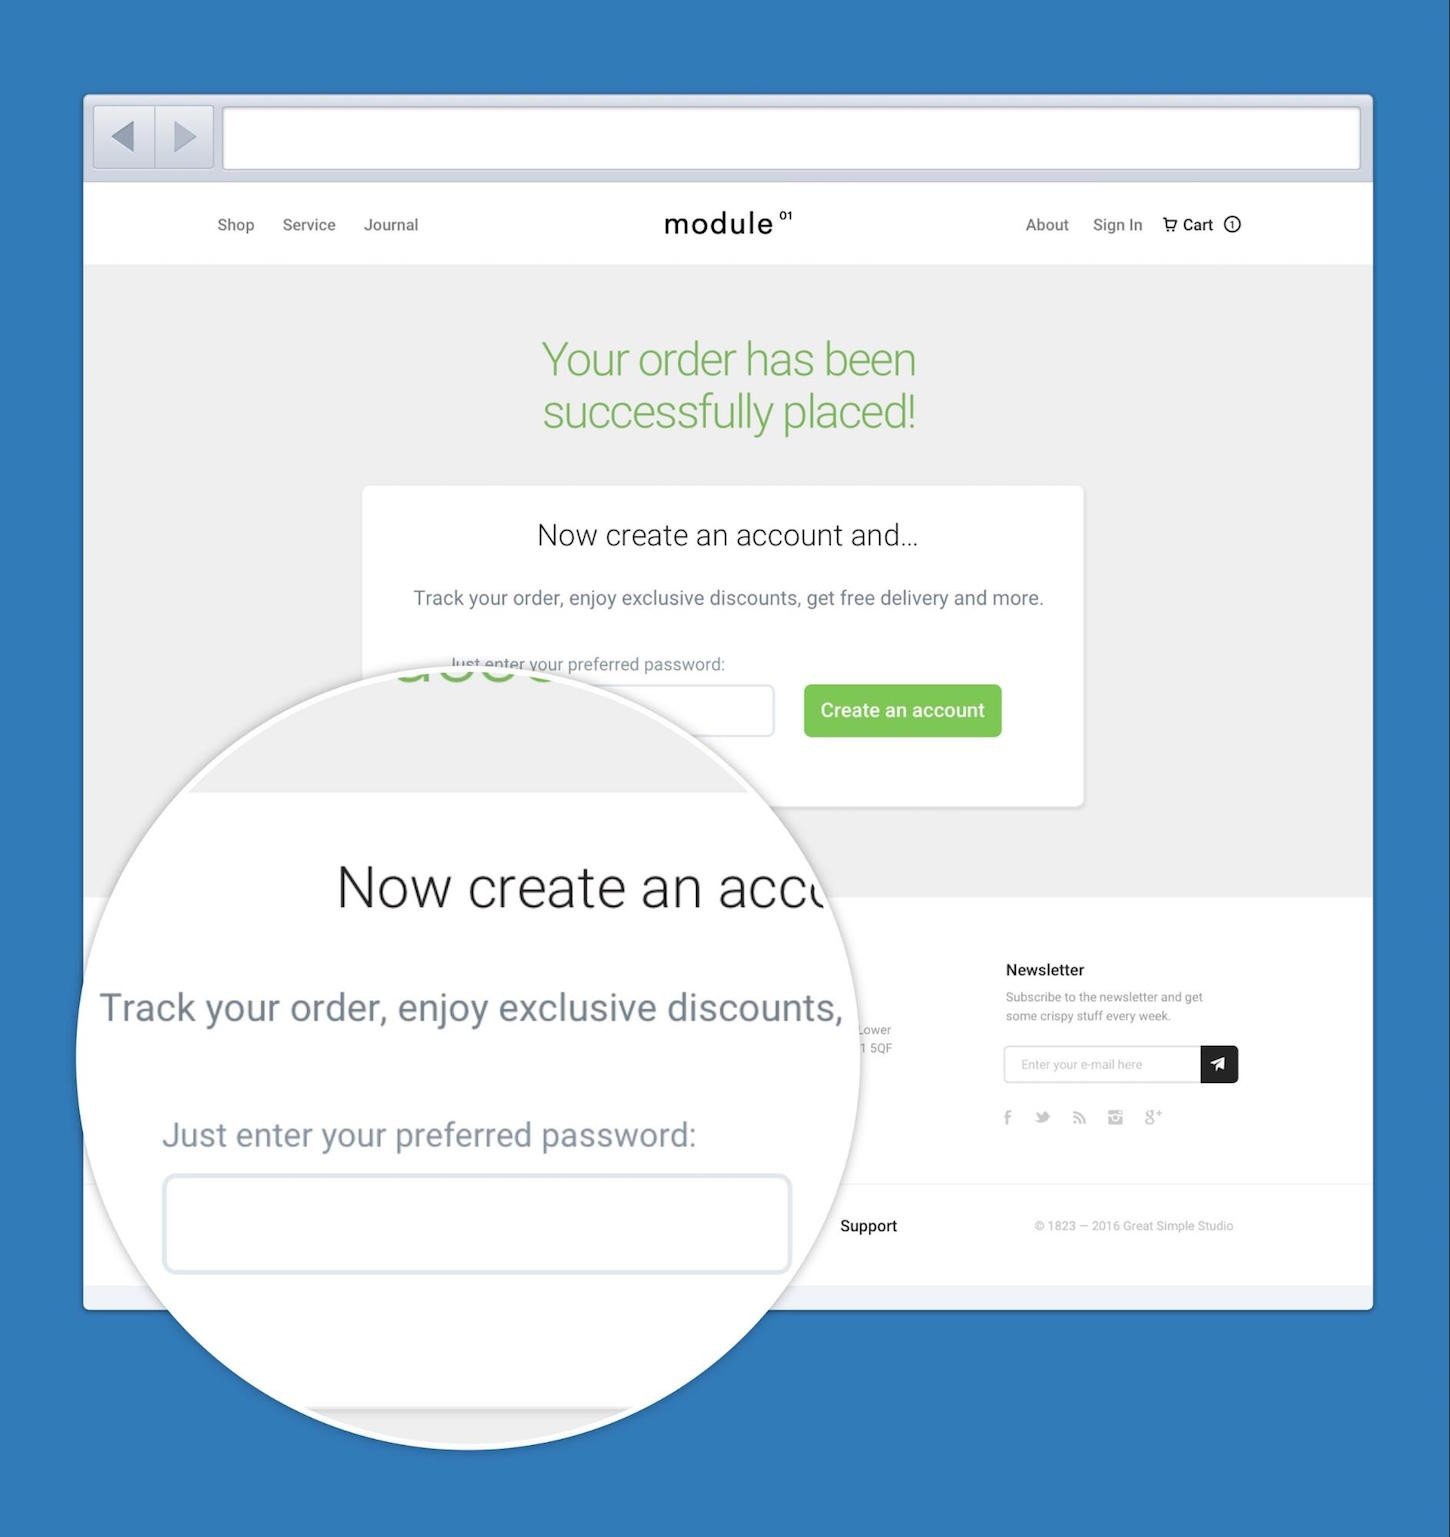 Shop Service Journal
module 01
About Sign In Cart 1
Your order has been
successfully placed!
Now create an account and...
Track your order, enjoy exclusive discounts, get free delivery and more.
Just enter your preferred password:
Create an account
Now create an acc
Track your order, enjoy exclusive discounts,
Just enter your preferred password:
Lower
1 5QF
Newsletter
Subscribe to the newsletter and get
some crispy stuff every week.
Enter your e-mail here
Support
© 1823 — 2016 Great Simple Studio